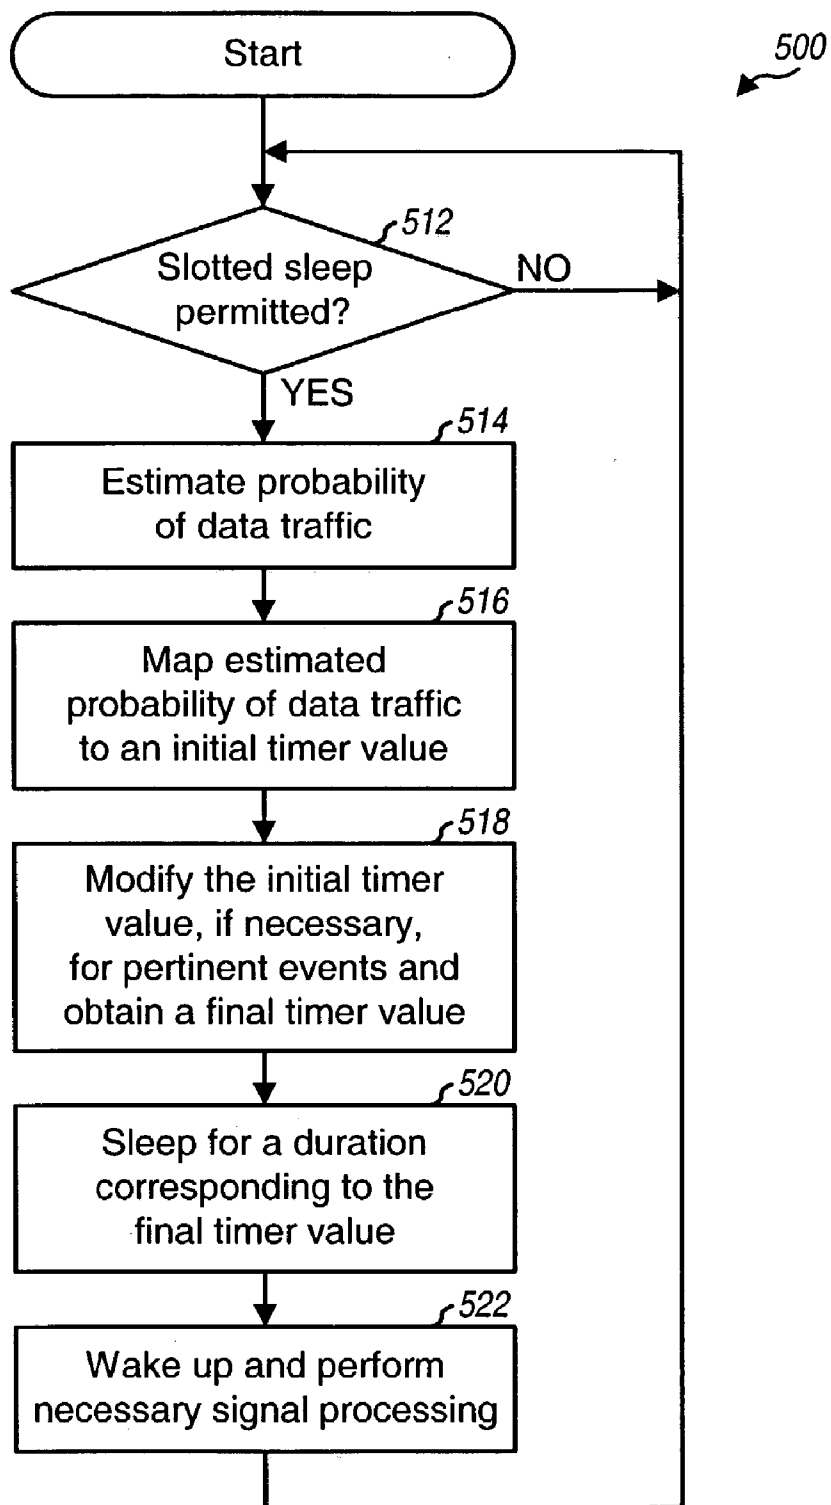 Start
500
512
Slotted sleep
permitted?
NO
YES
514
Estimate probability
of data traffic
516
Map estimated
probability of data traffic
to an initial timer value
518
Modify the initial timer
value, if necessary,
for pertinent events and
obtain a final timer value
520
Sleep for a duration
corresponding to the
final timer value
522
Wake up and perform
necessary signal processing